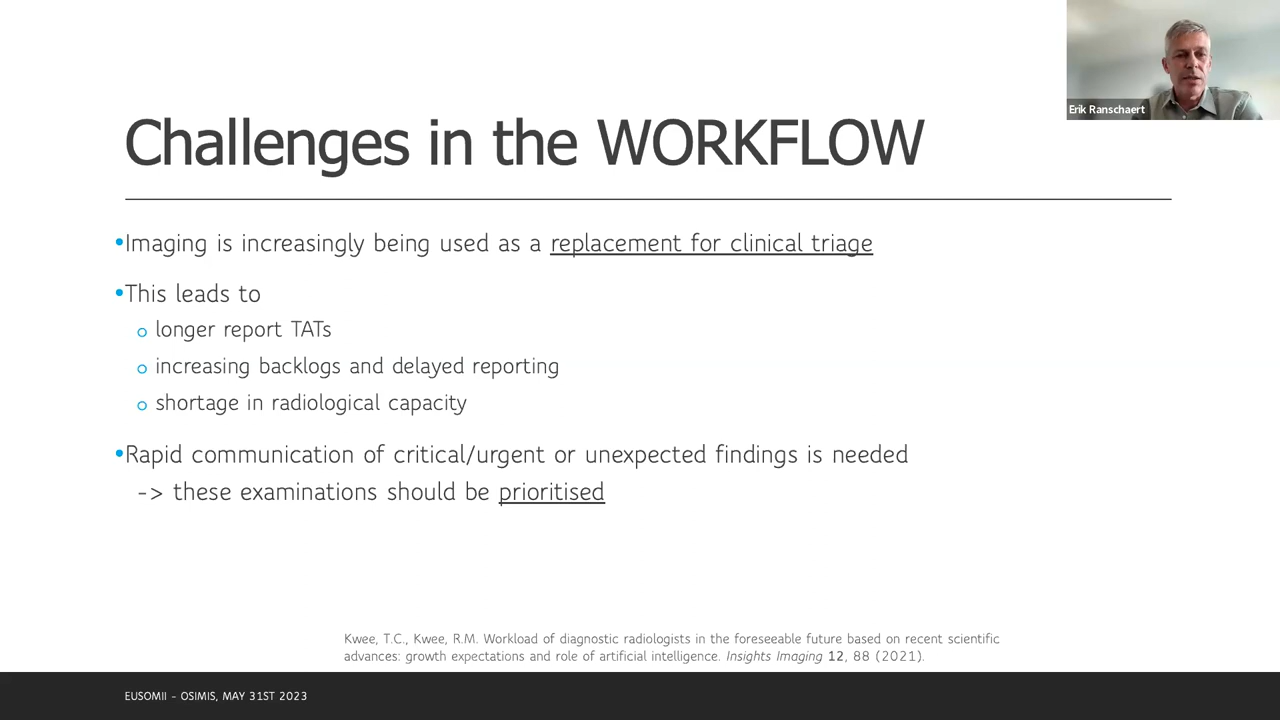 Erik Ranschaert
Challenges in the WORKFLOW
•Imaging is increasingly being used as a replacement for clinical triage
•This leads to
o longer report TATs
o increasing backlogs and delayed reporting
o shortage in radiological capacity
•Rapid communication of critical/urgent or unexpected findings is needed
-> these examinations should be prioritised
Kwee, T.C., Kwee, R.M. Workload of diagnostic radiologists in the foreseeable future based on recent scientific
advances: growth expectations and role of artificial intelligence. Insights Imaging 12, 88 (2021).
EUSOMII - OSIMIS, MAY 31ST 2023